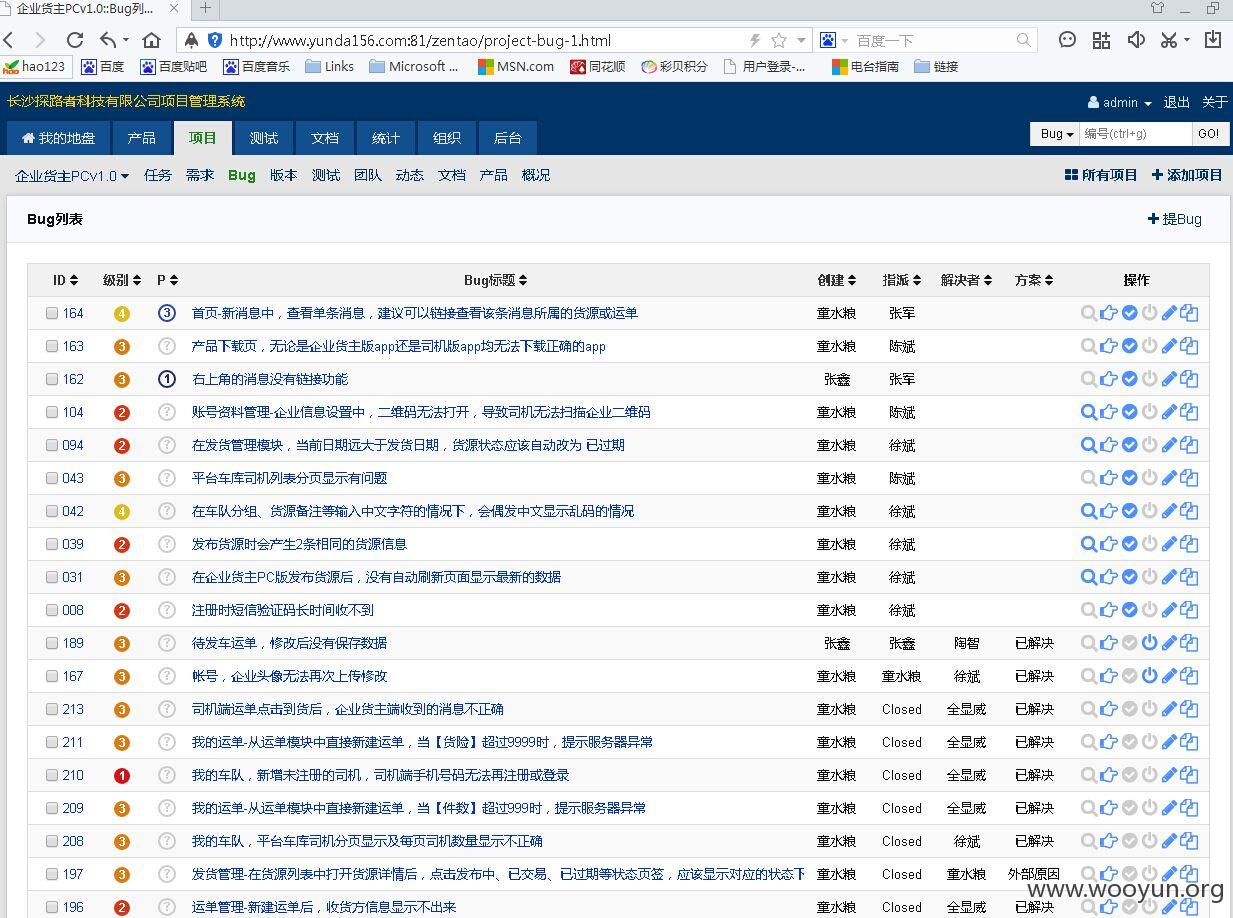 企业货主PCv1.0::Bug列...
http://www.yunda156.com:81/zentao/project-bug-1.html 百度一下
hao123 百度 百度贴吧 百度音乐 Links Microsoft ... MSN.com 同花顺 彩贝积分 用户登录-... 电台指南 链接
长沙探路者科技有限公司项目管理系统 admin 退出 关于
我的地盘 产品 项目 测试 文档 统计 组织 后台 Bug 编号(ctrl+g) GO!
企业货主PCv1.0 任务 需求 Bug 版本 测试 团队 动态 文档 产品 概况 所有项目 添加项目
Bug列表 提Bug
ID 级别 P Bug标题 创建 指派 解决者 方案 操作
164 4 3 首页-新消息中，查看单条消息，建议可以链接查看该条消息所属的货源或运单 童水粮 张军
163 3 ? 产品下载页，无论是企业货主版app还是司机版app均无法下载正确的app 童水粮 陈斌
162 3 1 右上角的消息没有链接功能 张鑫 张军
104 2 ? 账号资料管理-企业信息设置中，二维码无法打开，导致司机无法扫描企业二维码 童水粮 陈斌
094 2 ? 在发货管理模块，当前日期远大于发货日期，货源状态应该自动改为 已过期 童水粮 徐斌
043 3 ? 平台车库司机列表分页显示有问题 童水粮 陈斌
042 4 ? 在车队分组、货源备注等输入中文字符的情况下，会偶发中文显示乱码的情况 童水粮 徐斌
039 2 ? 发布货源时会产生2条相同的货源信息 童水粮 徐斌
031 3 ? 在企业货主PC版发布货源后，没有自动刷新页面显示最新的数据 童水粮 徐斌
008 2 ? 注册时短信验证码长时间收不到 童水粮 徐斌
189 3 ? 待发车运单，修改后没有保存数据 张鑫 张鑫 陶智 已解决
167 3 ? 帐号，企业头像无法再次上传修改 童水粮 童水粮 徐斌 已解决
213 3 ? 司机端运单点击到货后，企业货主端收到的消息不正确 童水粮 Closed 全显威 已解决
211 3 ? 我的运单-从运单模块中直接新建运单，当【货险】超过9999时，提示服务器异常 童水粮 Closed 全显威 已解决
210 1 ? 我的车队，新增未注册的司机，司机端手机号码无法再注册或登录 童水粮 Closed 全显威 已解决
209 3 ? 我的运单-从运单模块中直接新建运单，当【件数】超过999时，提示服务器异常 童水粮 Closed 全显威 已解决
208 3 ? 我的车队，平台车库司机分页显示及每页司机数量显示不正确 童水粮 Closed 徐斌 已解决
197 3 ? 发货管理-在货源列表中打开货源详情后，点击发布中、已交易、已过期等状态页签，应该显示对应的状态下 童水粮 Closed 童水粮 外部原因
196 2 ? 运单管理-新建运单后，收货方信息显示不出来 童水粮 Closed 全显威 已解决
www.wooyun.org